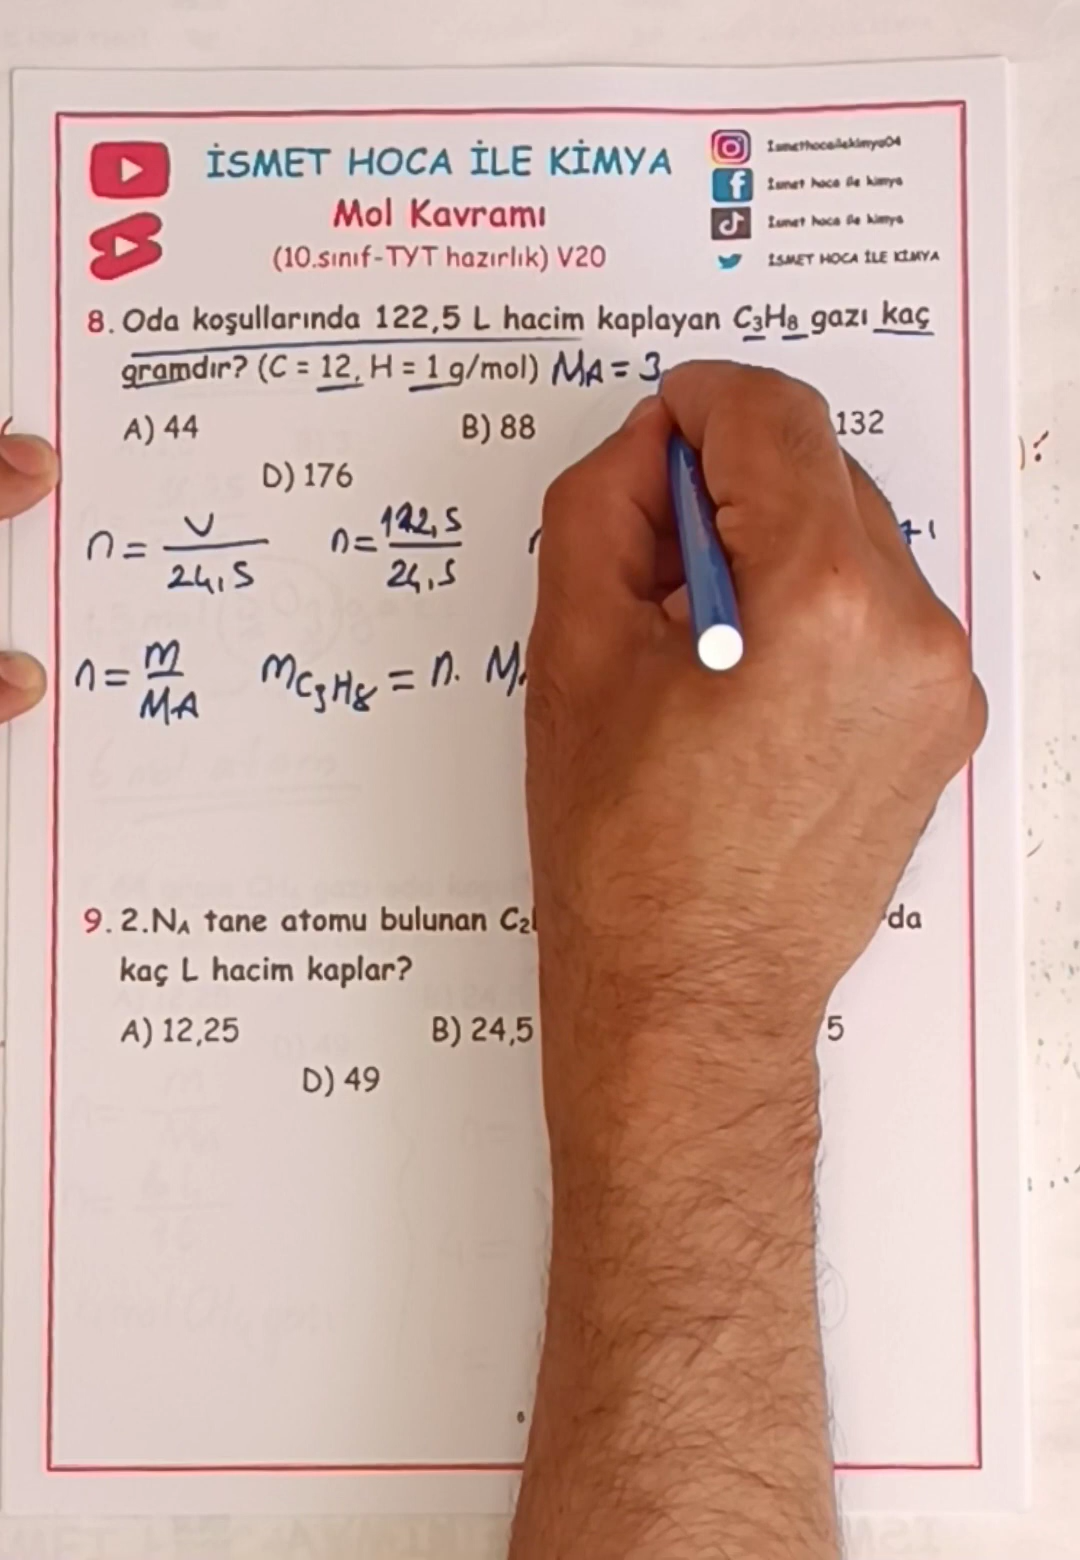 İSMET HOCA İLE KİMYA
Mol Kavramı
(10.sınıf-TYT hazırlık) V20
Ismethocailekimya04
Ismet hoca ile kimya
Ismet hoca ile kimya
İSMET HOCA İLE KİMYA
8. Oda koşullarında 122,5 L hacim kaplayan C₃H₈ gazı kaç
gramdır? (C = 12, H = 1 g/mol) MA = 3
A) 44 B) 88 132
D) 176
n = V / 24,5 n = 122,5 / 24,5
n = m / MA mC₃H₈ = n. M
9. 2.NA tane atomu bulunan C₂ da
kaç L hacim kaplar?
A) 12,25 B) 24,5 5
D) 49
6